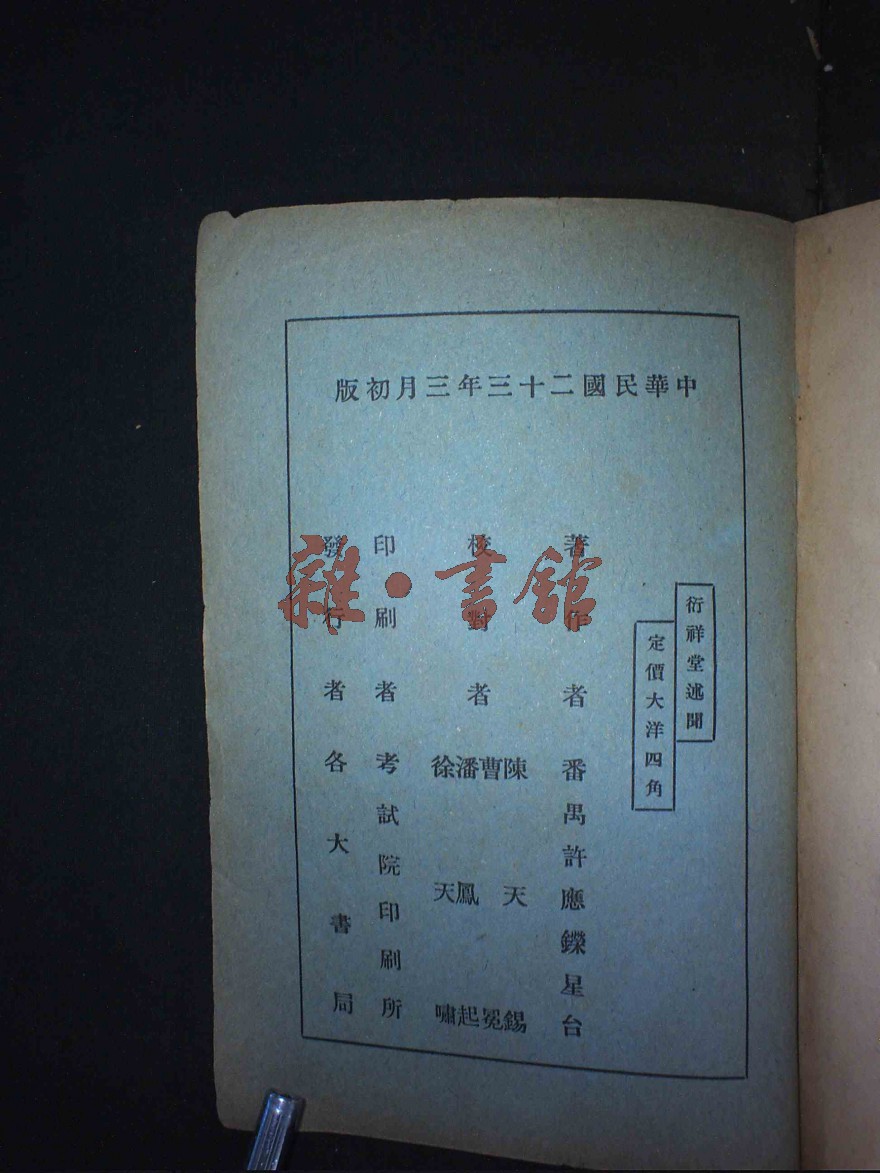 中華民國二十三年三月初版
衍祥堂述聞
定價大洋四角
著作者番禺許應鑅星台
校對者
陳天錫
曹冕
潘鳳起
徐天嘯
印刷者考試院印刷所
發行者各大書局
雜·書館